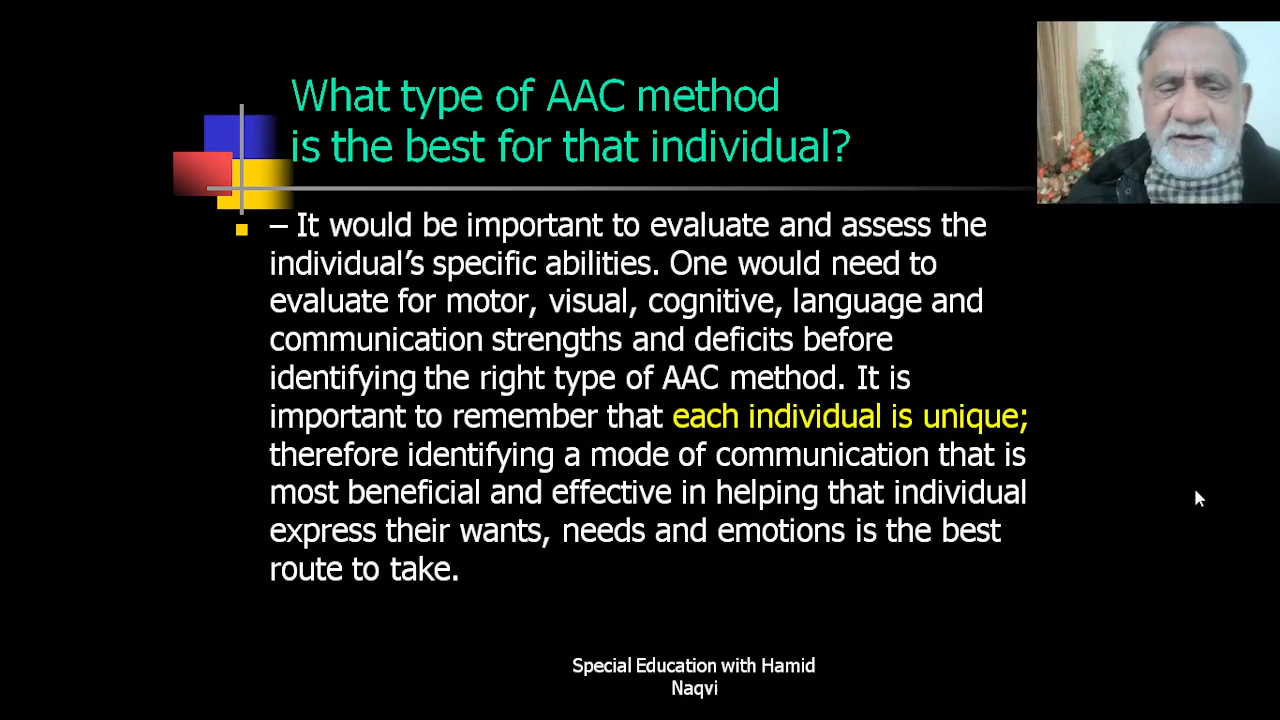 What type of AAC method
is the best for that individual?
– It would be important to evaluate and assess the
individual’s specific abilities. One would need to
evaluate for motor, visual, cognitive, language and
communication strengths and deficits before
identifying the right type of AAC method. It is
important to remember that each individual is unique;
therefore identifying a mode of communication that is
most beneficial and effective in helping that individual
express their wants, needs and emotions is the best
route to take.
Special Education with Hamid
Naqvi